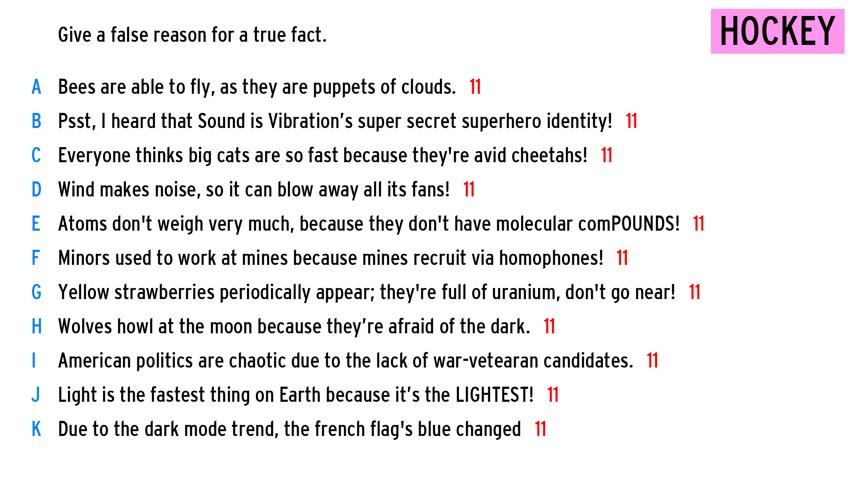 Give a false reason for a true fact.
HOCKEY
A Bees are able to fly, as they are puppets of clouds. 11
B Psst, I heard that Sound is Vibration's super secret superhero identity! 11
C Everyone thinks big cats are so fast because they're avid cheetahs! 11
D Wind makes noise, so it can blow away all its fans! 11
E Atoms don't weigh very much, because they don't have molecular comPOUNDS! 11
F Minors used to work at mines because mines recruit via homophones! 11
G Yellow strawberries periodically appear; they're full of uranium, don't go near! 11
H Wolves howl at the moon because they're afraid of the dark. 11
I American politics are chaotic due to the lack of war-vetearan candidates. 11
J Light is the fastest thing on Earth because it's the LIGHTEST! 11
K Due to the dark mode trend, the french flag's blue changed 11